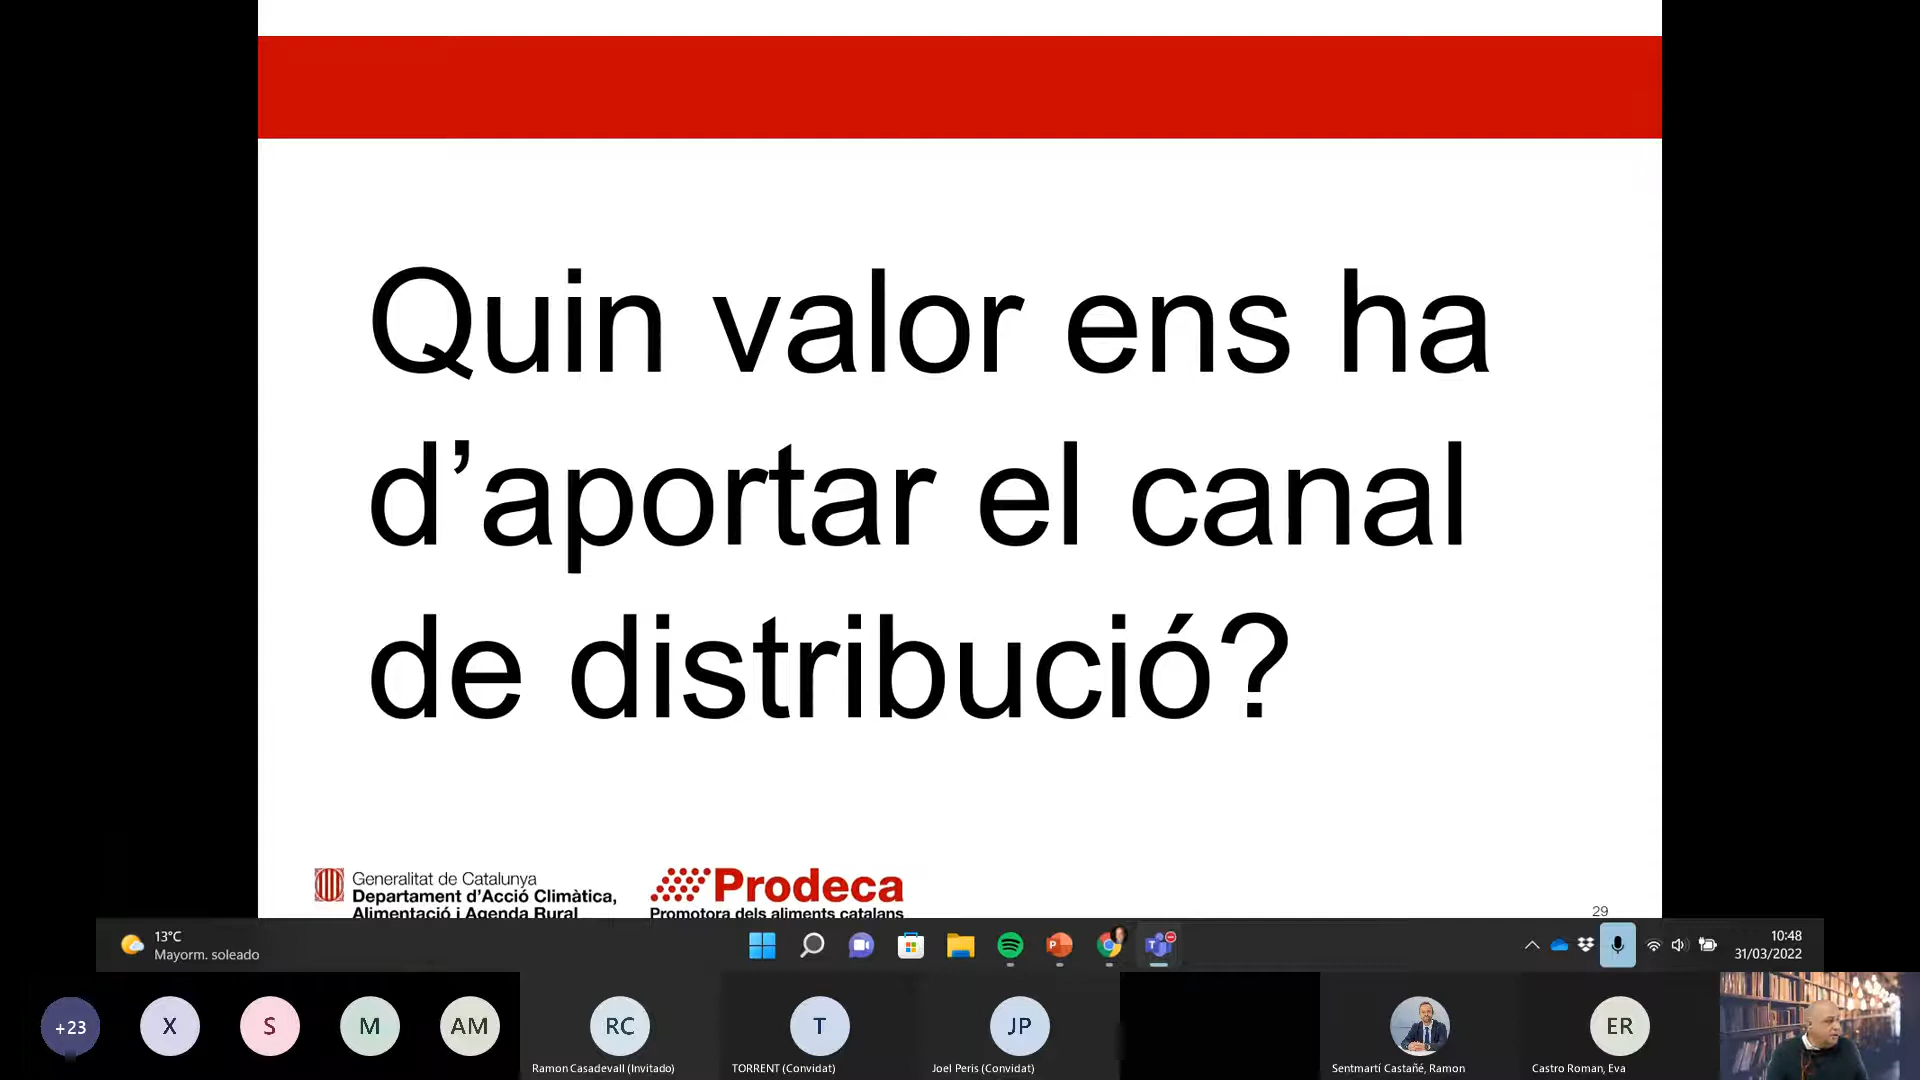 Quin valor ens ha
d’aportar el canal
de distribució?
Generalitat de Catalunya
Departament d’Acció Climàtica,
Alimentació i Agenda Rural
Prodeca
Promotora dels aliments catalans
29
13°C
Mayorm. soleado
10:48
31/03/2022
+23
X
S
M
AM
RC
Ramon Casadevall (Invitado)
T
TORRENT (Convidat)
JP
Joel Peris (Convidat)
Sentmartí Castañé, Ramon
ER
Castro Roman, Eva